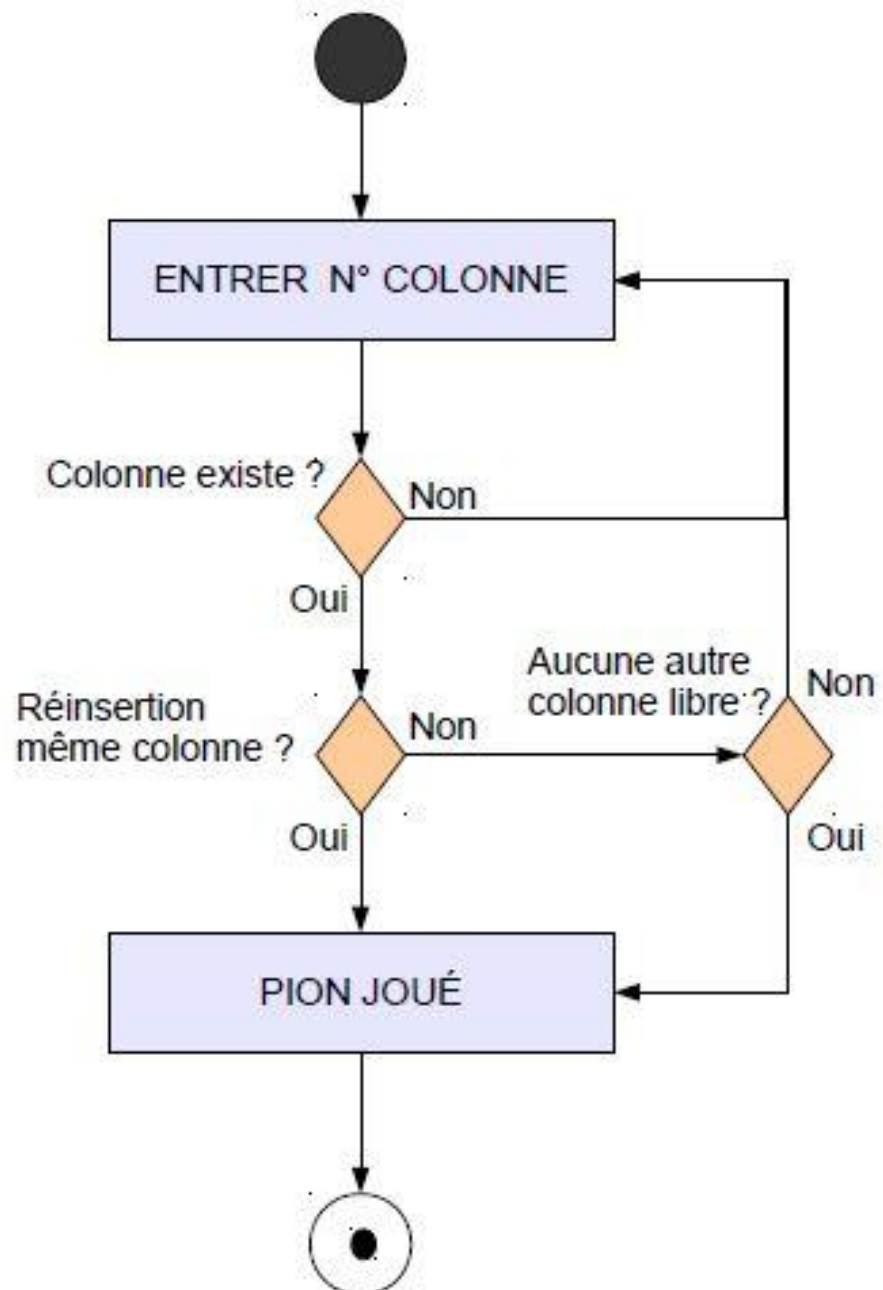 ENTRER N° COLONNE
Colonne existe ?
Non
Oui
Réinsertion
même colonne ?
Non
Oui
Aucune autre
colonne libre ?
Non
Oui
PION JOUÉ